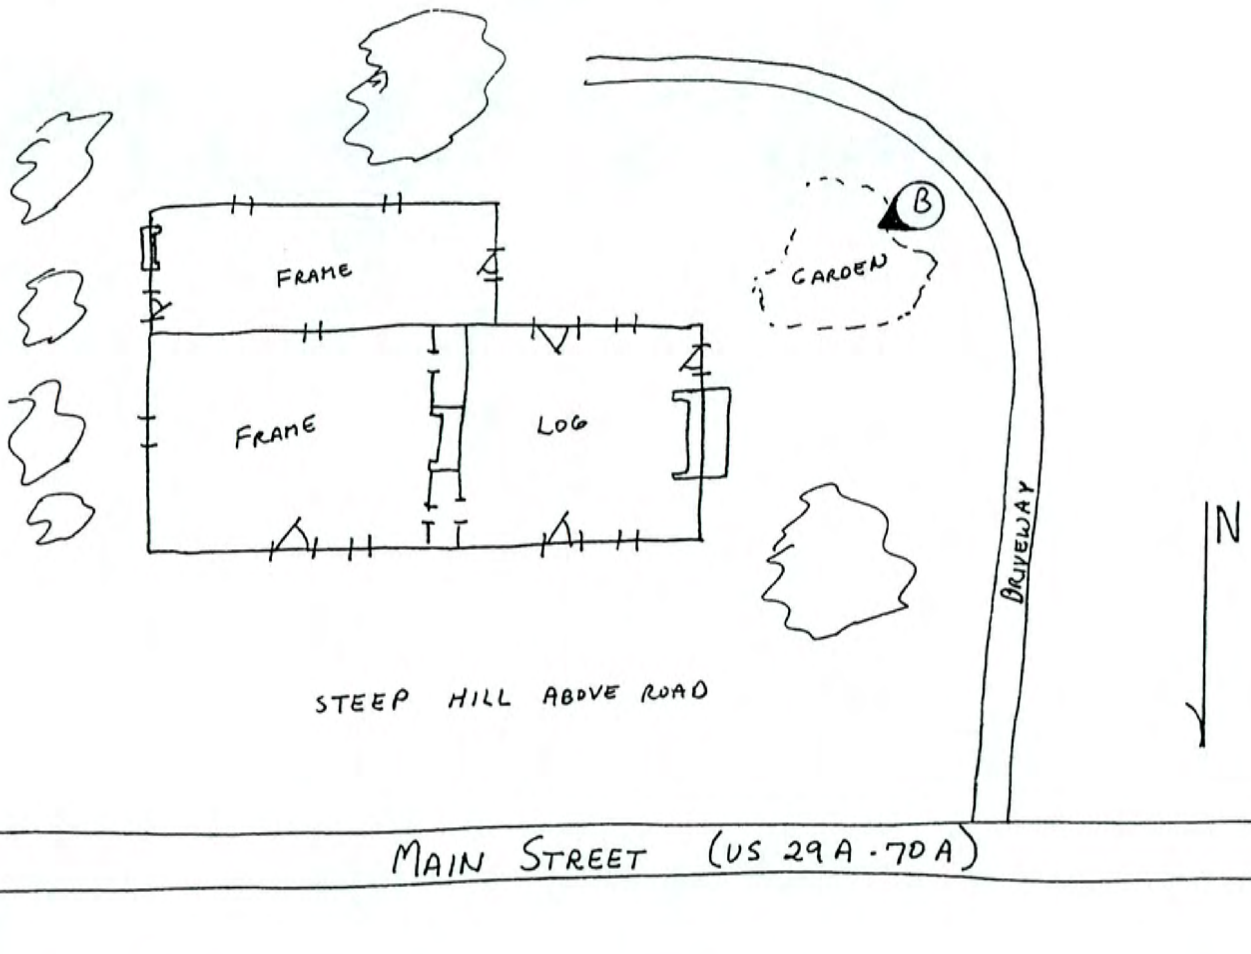 B
GARDEN
FRAME
FRAME
LOG
DRIVEWAY
N
STEEP HILL ABOVE ROAD
MAIN STREET (US 29A-70A)